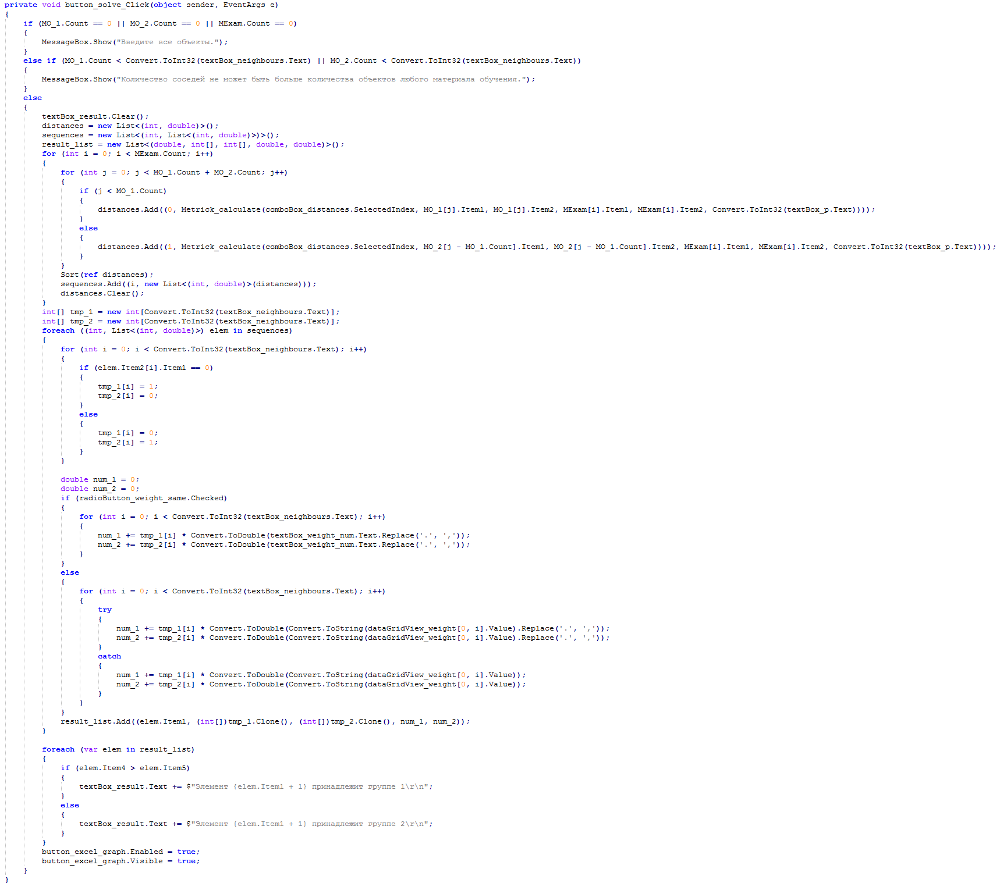 private void button_solve_Click(object sender, EventArgs e)
{
    if (MO_1.Count == 0 || MO_2.Count == 0 || MExam.Count == 0)
    {
        MessageBox.Show("Введите все объекты.");
    }
    else if (MO_1.Count < Convert.ToInt32(textBox_neighbours.Text) || MO_2.Count < Convert.ToInt32(textBox_neighbours.Text))
    {
        MessageBox.Show("Количество соседей не может быть больше количества объектов любого материала обучения.");
    }
    else
    {
        textBox_result.Clear();
        distances = new List<(int, double)>();
        sequences = new List<(int, List<(int, double)>)>();
        result_list = new List<(double, int[], int[], double, double)>();
        for (int i = 0; i < MExam.Count; i++)
        {
            for (int j = 0; j < MO_1.Count + MO_2.Count; j++)
            {
                if (j < MO_1.Count)
                {
                    distances.Add((0, Metrick_calculate(comboBox_distances.SelectedIndex, MO_1[j].Item1, MO_1[j].Item2, MExam[i].Item1, MExam[i].Item2, Convert.ToInt32(textBox_p.Text))));
                }
                else
                {
                    distances.Add((1, Metrick_calculate(comboBox_distances.SelectedIndex, MO_2[j - MO_1.Count].Item1, MO_2[j - MO_1.Count].Item2, MExam[i].Item1, MExam[i].Item2, Convert.ToInt32(textBox_p.Text))));
                }
            }
            Sort(ref distances);
            sequences.Add((i, new List<(int, double)>(distances)));
            distances.Clear();
        }
        int[] tmp_1 = new int[Convert.ToInt32(textBox_neighbours.Text)];
        int[] tmp_2 = new int[Convert.ToInt32(textBox_neighbours.Text)];
        foreach ((int, List<(int, double)>) elem in sequences)
        {
            for (int i = 0; i < Convert.ToInt32(textBox_neighbours.Text); i++)
            {
                if (elem.Item2[i].Item1 == 0)
                {
                    tmp_1[i] = 1;
                    tmp_2[i] = 0;
                }
                else
                {
                    tmp_1[i] = 0;
                    tmp_2[i] = 1;
                }
            }

            double num_1 = 0;
            double num_2 = 0;
            if (radioButton_weight_same.Checked)
            {
                for (int i = 0; i < Convert.ToInt32(textBox_neighbours.Text); i++)
                {
                    num_1 += tmp_1[i] * Convert.ToDouble(textBox_weight_num.Text.Replace('.', ','));
                    num_2 += tmp_2[i] * Convert.ToDouble(textBox_weight_num.Text.Replace('.', ','));
                }
            }
            else
            {
                for (int i = 0; i < Convert.ToInt32(textBox_neighbours.Text); i++)
                {
                    try
                    {
                        num_1 += tmp_1[i] * Convert.ToDouble(Convert.ToString(dataGridView_weight[0, i].Value).Replace('.', ','));
                        num_2 += tmp_2[i] * Convert.ToDouble(Convert.ToString(dataGridView_weight[0, i].Value).Replace('.', ','));
                    }
                    catch
                    {
                        num_1 += tmp_1[i] * Convert.ToDouble(Convert.ToString(dataGridView_weight[0, i].Value));
                        num_2 += tmp_2[i] * Convert.ToDouble(Convert.ToString(dataGridView_weight[0, i].Value));
                    }
                }
            }
            result_list.Add((elem.Item1, (int[])tmp_1.Clone(), (int[])tmp_2.Clone(), num_1, num_2));
        }

        foreach (var elem in result_list)
        {
            if (elem.Item4 > elem.Item5)
            {
                textBox_result.Text += $"Элемент {elem.Item1 + 1} принадлежит группе 1\r\n";
            }
            else
            {
                textBox_result.Text += $"Элемент {elem.Item1 + 1} принадлежит группе 2\r\n";
            }
        }
        button_excel_graph.Enabled = true;
        button_excel_graph.Visible = true;
    }
}